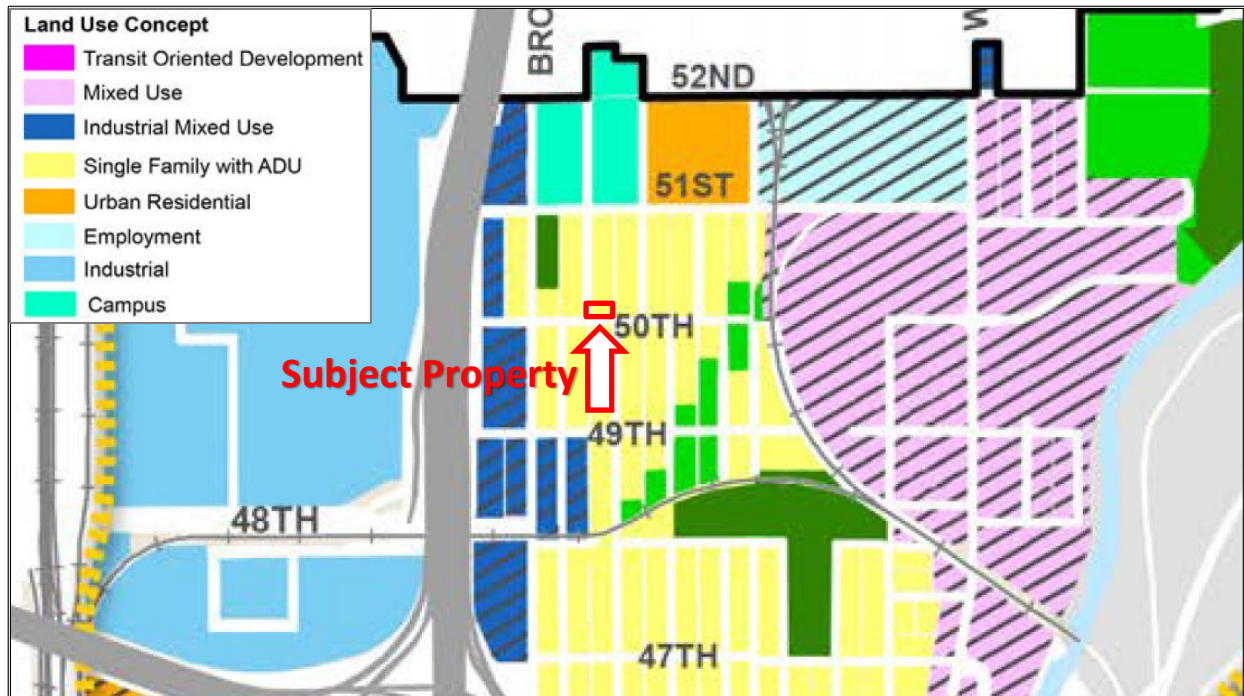 Land Use Concept
Transit Oriented Development
Mixed Use
Industrial Mixed Use
Single Family with ADU
Urban Residential
Employment
Industrial
Campus
BRO
W
52ND
51ST
50TH
Subject Property
49TH
48TH
47TH